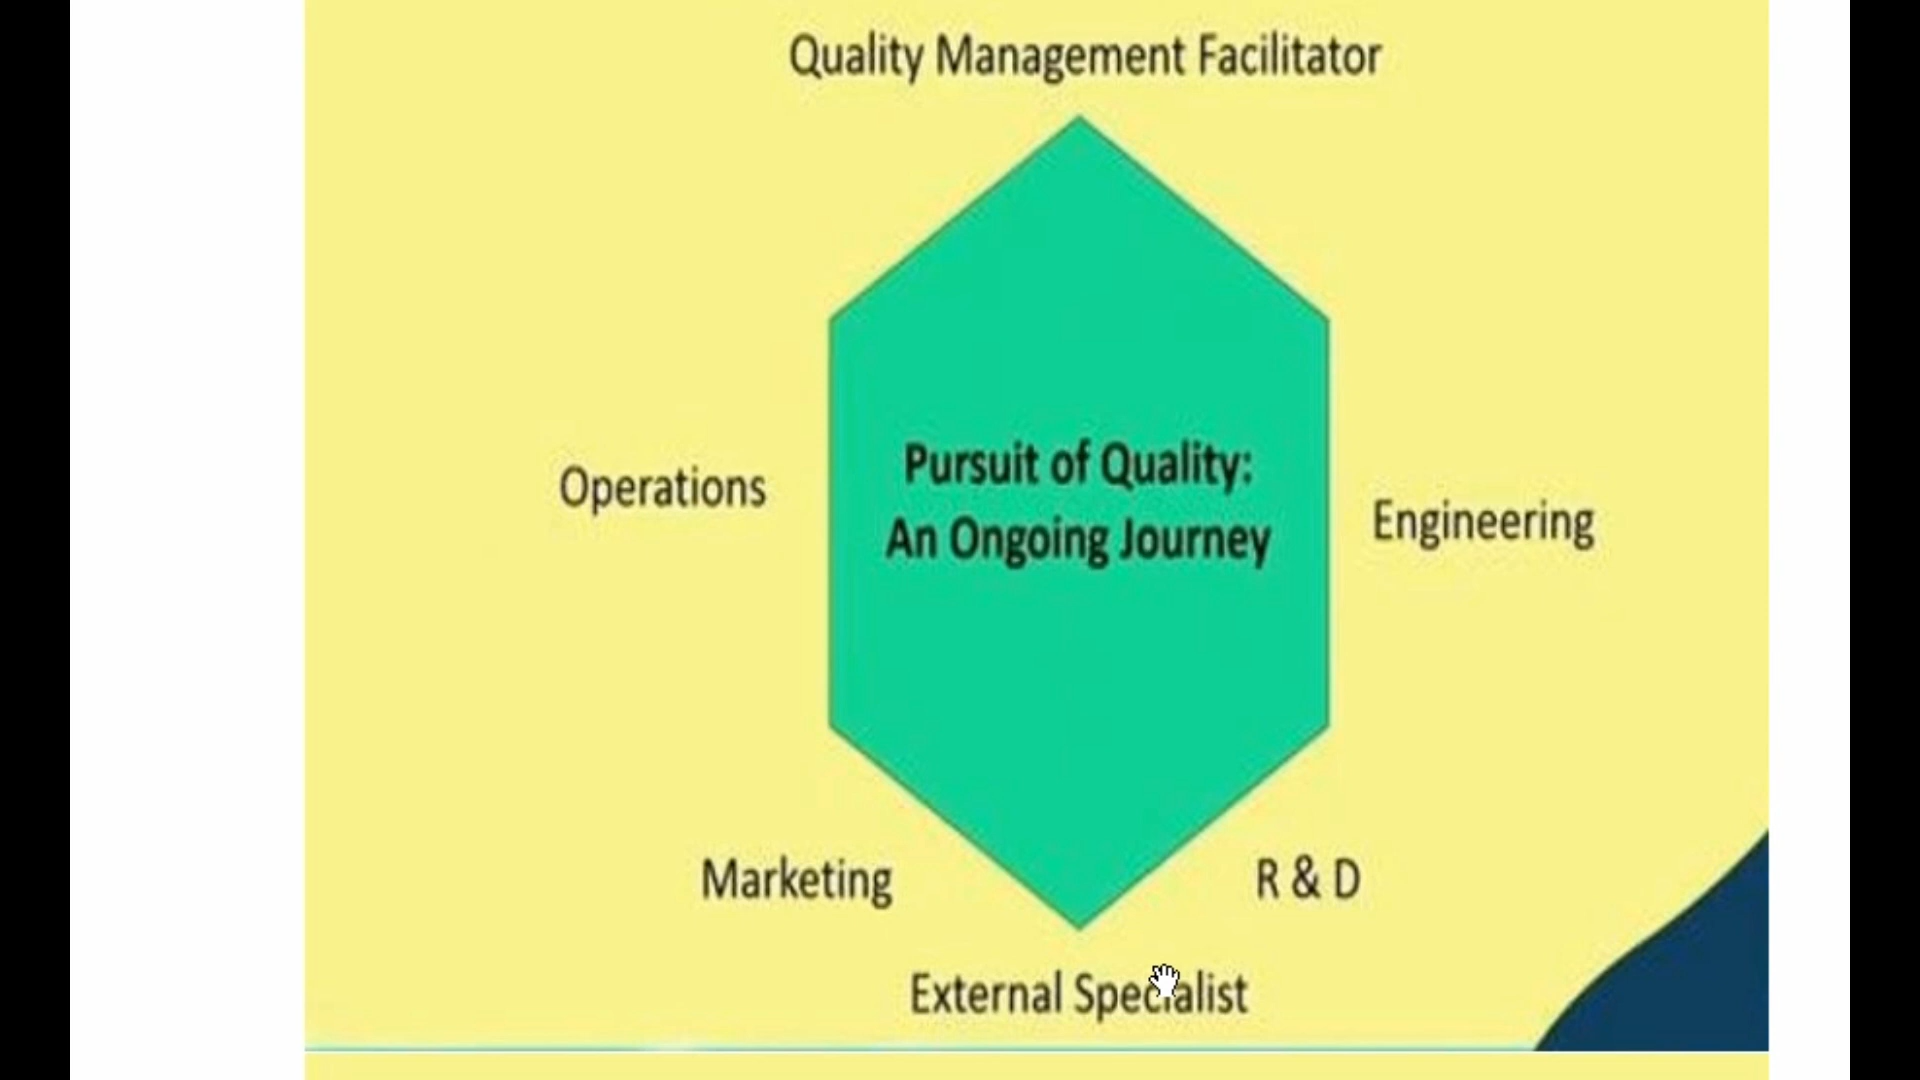 Quality Management Facilitator
Operations
Pursuit of Quality:
An Ongoing Journey
Engineering
Marketing
R & D
External Specialist